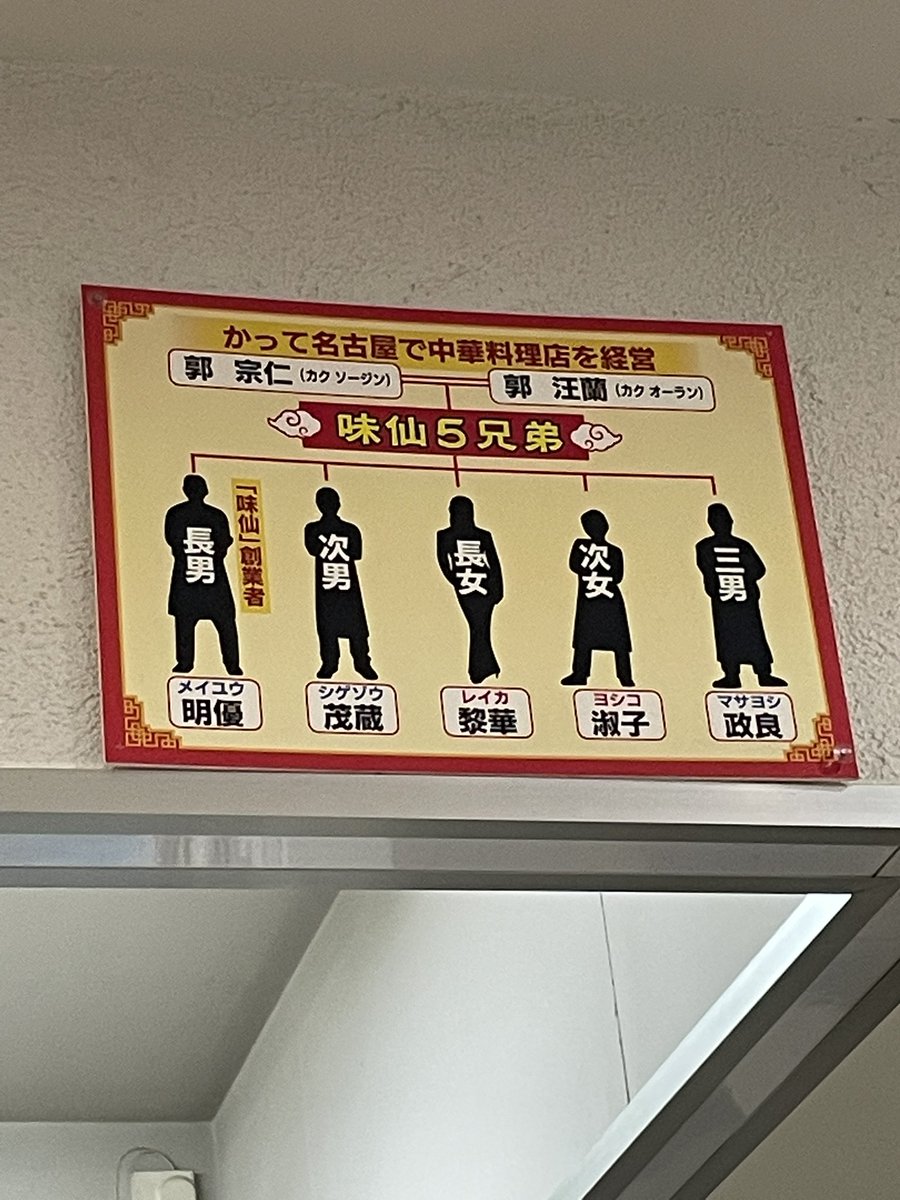 かって名古屋で中華料理店を経営
郭 宗仁(カク ソージン)
郭 汪蘭(カク オーラン)
味仙5兄弟
長男
「味仙」創業者
次男
長女
次女
三男
メイユウ
明優
シゲゾウ
茂蔵
レイカ
黎華
ヨシコ
淑子
マサヨシ
政良